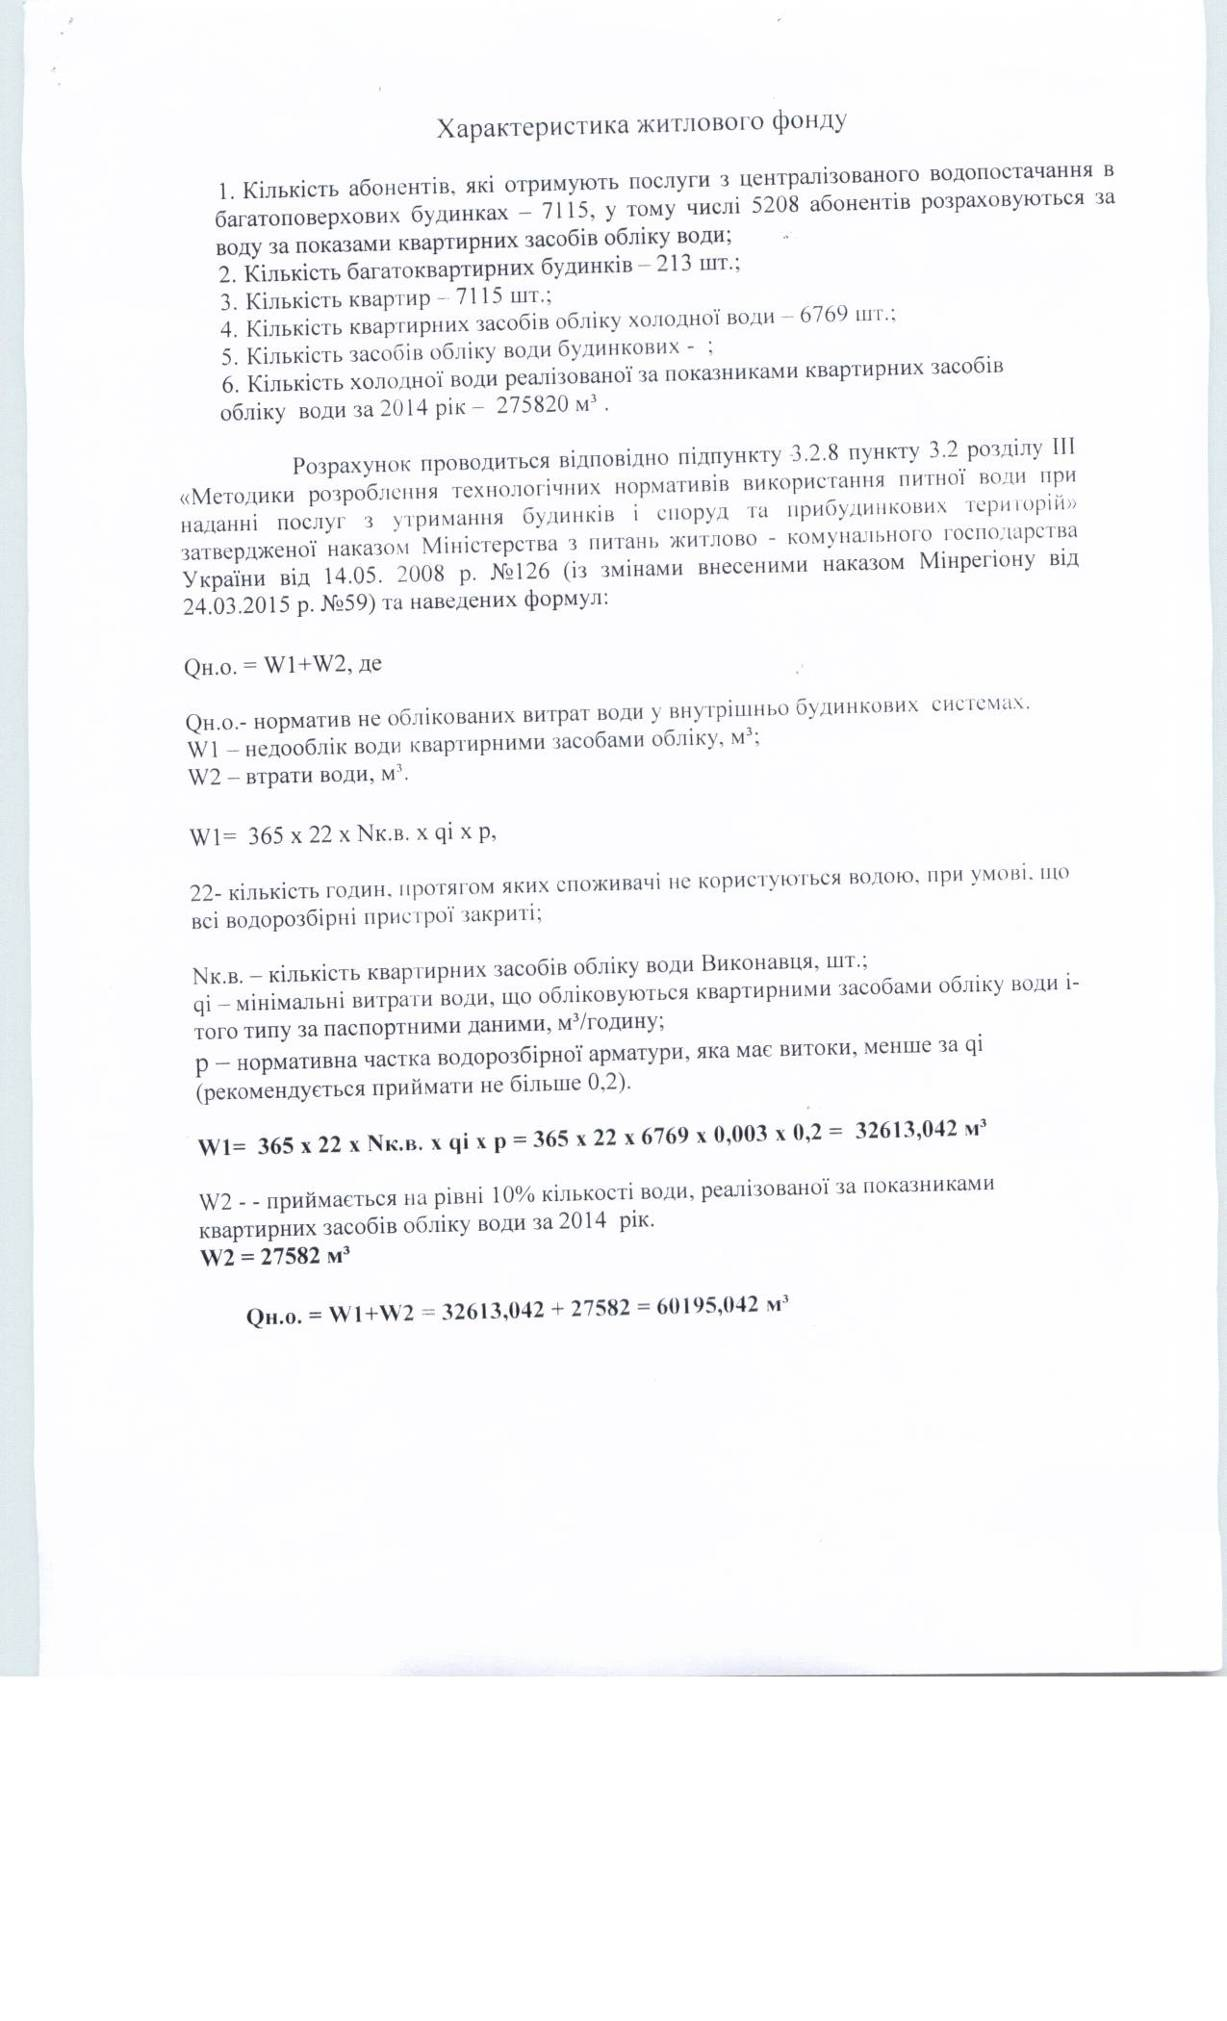 Характеристика житлового фонду
1. Кількість абонентів, які отримують послуги з централізованого водопостачання в
багатоповерхових будинках – 7115, у тому числі 5208 абонентів розраховуються за
воду за показами квартирних засобів обліку води;
2. Кількість багатоквартирних будинків – 213 шт.;
3. Кількість квартир – 7115 шт.;
4. Кількість квартирних засобів обліку холодної води – 6769 шт.;
5. Кількість засобів обліку води будинкових - ;
6. Кількість холодної води реалізованої за показниками квартирних засобів
обліку води за 2014 рік – 275820 м³ .
Розрахунок проводиться відповідно підпункту 3.2.8 пункту 3.2 розділу III
«Методики розроблення технологічних нормативів використання питної води при
наданні послуг з утримання будинків і споруд та прибудинкових територій»
затвердженої наказом Міністерства з питань житлово - комунального господарства
України від 14.05. 2008 р. №126 (із змінами внесеними наказом Мінрегіону від
24.03.2015 р. №59) та наведених формул:
Qн.о. = W1+W2, де
Qн.о.- норматив не облікованих витрат води у внутрішньо будинкових системах.
W1 – недооблік води квартирними засобами обліку, м³;
W2 – втрати води, м³.
W1= 365 х 22 х Nк.в. х qі х р,
22- кількість годин, протягом яких споживачі не користуються водою, при умові, що
всі водорозбірні пристрої закриті;
Nк.в. – кількість квартирних засобів обліку води Виконавця, шт.;
qі – мінімальні витрати води, що обліковуються квартирними засобами обліку води і-
того типу за паспортними даними, м³/годину;
р – нормативна частка водорозбірної арматури, яка має витоки, менше за qі
(рекомендується приймати не більше 0,2).
W1= 365 х 22 х Nк.в. х qі х р = 365 х 22 х 6769 х 0,003 х 0,2 = 32613,042 м³
W2 - - приймається на рівні 10% кількості води, реалізованої за показниками
квартирних засобів обліку води за 2014 рік.
W2 = 27582 м³
Qн.о. = W1+W2 = 32613,042 + 27582 = 60195,042 м³